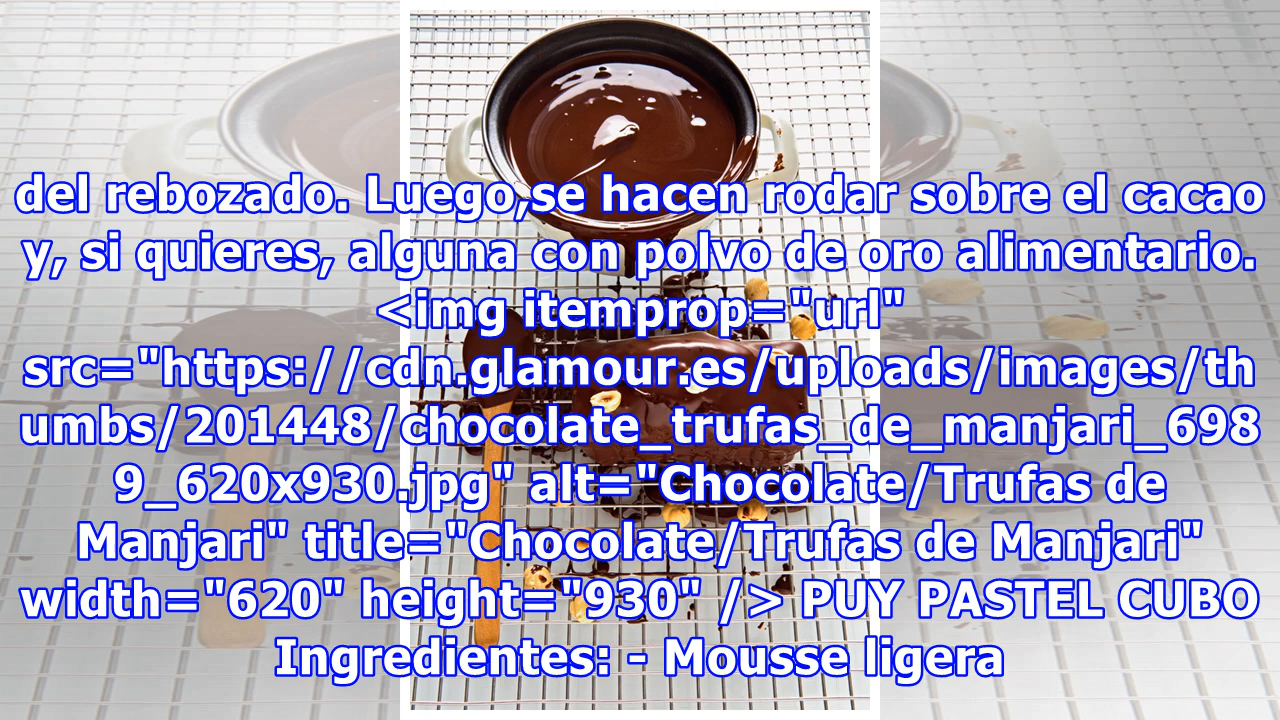 del rebozado. Luego,se hacen rodar sobre el cacao
y, si quieres, alguna con polvo de oro alimentario.
<img itemprop="url"
src="https://cdn.glamour.es/uploads/images/th
umbs/201448/chocolate_trufas_de_manjari_698
9_620x930.jpg" alt="Chocolate/Trufas de
Manjari" title="Chocolate/Trufas de Manjari"
width="620" height="930" /> PUY PASTEL CUBO
Ingredientes: - Mousse ligera